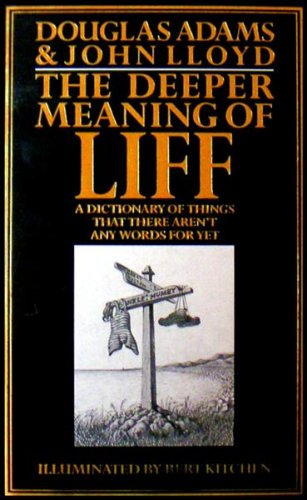 DOUGLAS ADAMS
& JOHN LLOYD
THE DEEPER
MEANING OF
LIFF
A DICTIONARY OF THINGS
THAT THERE AREN'T
ANY WORDS FOR YET
ILLUMINATED BY BERT KITCHEN